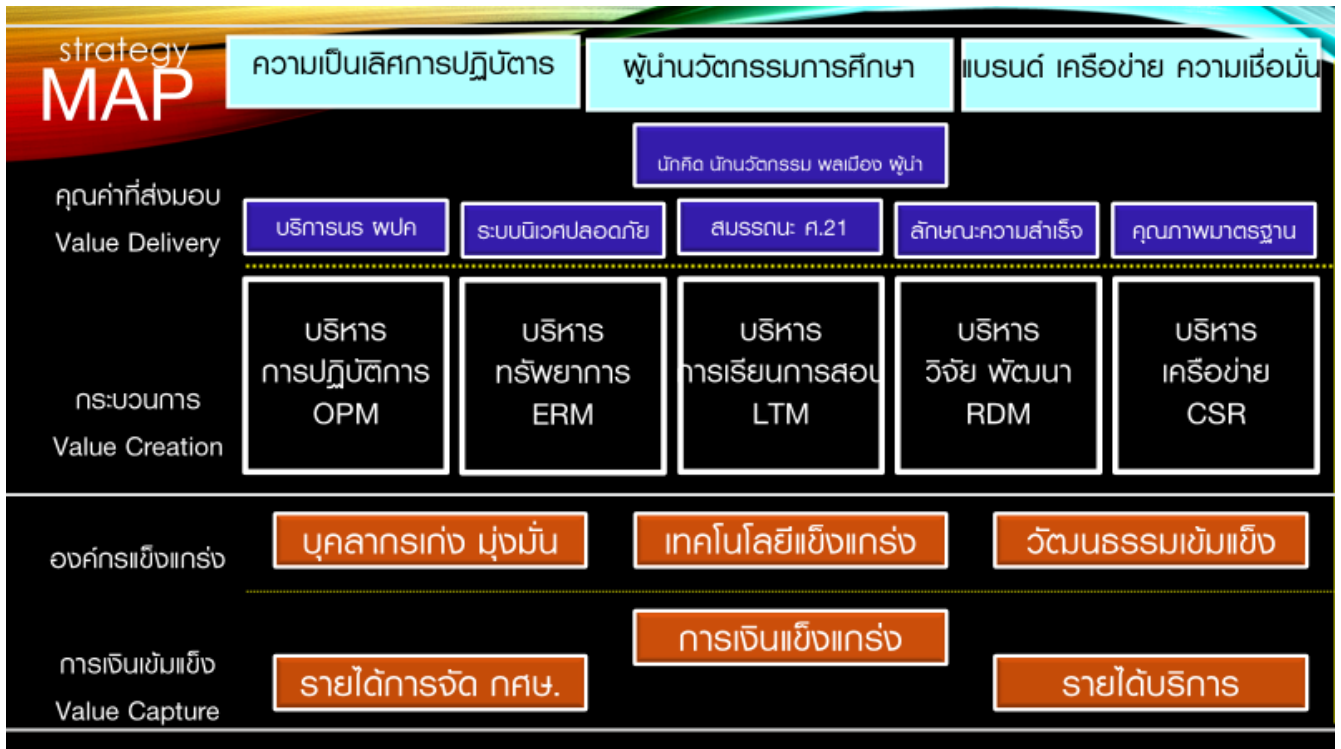 strategy
MAP
ความเป็นเลิศการปฏิบัตาร
ผู้นำนวัตกรรมการศึกษา
แบรนด์ เครือข่าย ความเชื่อมั่น
นักคิด นักนวัตกรรม พลเมือง ผู้นำ
คุณค่าที่ส่งมอบ
Value Delivery
บริการนร ผปค
ระบบนิเวศปลอดภัย
สมรรถนะ ศ.21
ลักษณะความสำเร็จ
คุณภาพมาตรฐาน
กระบวนการ
Value Creation
บริหาร
การปฏิบัติการ
OPM
บริหาร
ทรัพยาการ
ERM
บริหาร
การเรียนการสอน
LTM
บริหาร
วิจัย พัฒนา
RDM
บริหาร
เครือข่าย
CSR
องค์กรแข็งแกร่ง
บุคลากรเก่ง มุ่งมั่น
เทคโนโลยีแข็งแกร่ง
วัฒนธรรมเข้มแข็ง
การเงินแข็งแกร่ง
การเงินเข้มแข็ง
Value Capture
รายได้การจัด กศษ.
รายได้บริการ